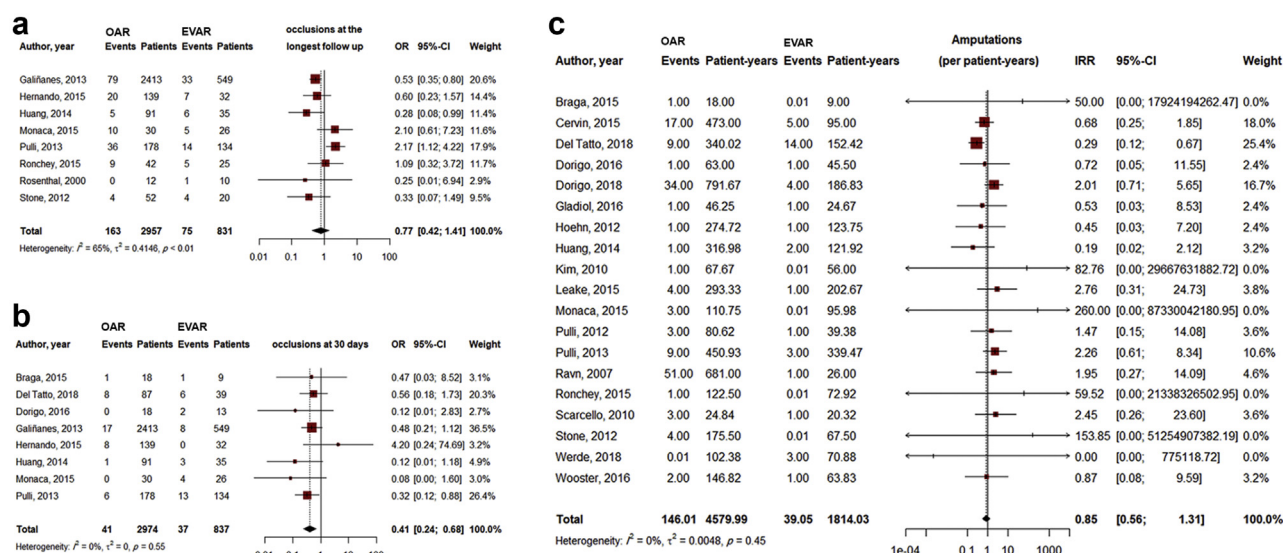 a
OAR EVAR occlusions at the
Author, year Events Patients Events Patients longest follow up OR 95%-CI Weight
Galiñanes, 2013 79 2413 33 549 0.53 [0.35; 0.80] 20.6%
Hernando, 2015 20 139 7 32 0.60 [0.23; 1.57] 14.4%
Huang, 2014 5 91 6 35 0.28 [0.08; 0.99] 11.4%
Monaca, 2015 10 30 5 26 2.10 [0.61; 7.23] 11.6%
Pulli, 2013 36 178 14 134 2.17 [1.12; 4.22] 17.9%
Ronchey, 2015 9 42 5 25 1.09 [0.32; 3.72] 11.7%
Rosenthal, 2000 0 12 1 10 0.25 [0.01; 6.94] 2.9%
Stone, 2012 4 52 4 20 0.33 [0.07; 1.49] 9.5%
Total 163 2957 75 831 0.77 [0.42; 1.41] 100.0%
Heterogeneity: I² = 65%, τ² = 0.4146, p < 0.01
0.01 0.1 1 10 100
b
OAR EVAR
Author, year Events Patients Events Patients occlusions at 30 days OR 95%-CI Weight
Braga, 2015 1 18 1 9 0.47 [0.03; 8.52] 3.1%
Del Tatto, 2018 8 87 6 39 0.56 [0.18; 1.73] 20.3%
Dorigo, 2016 0 18 2 13 0.12 [0.01; 2.83] 2.7%
Galiñanes, 2013 17 2413 8 549 0.48 [0.21; 1.12] 36.5%
Hernando, 2015 8 139 0 32 4.20 [0.24; 74.69] 3.2%
Huang, 2014 1 91 3 35 0.12 [0.01; 1.18] 4.9%
Monaca, 2015 0 30 4 26 0.08 [0.00; 1.60] 3.0%
Pulli, 2013 6 178 13 134 0.32 [0.12; 0.88] 26.4%
Total 41 2974 37 837 0.41 [0.24; 0.68] 100.0%
Heterogeneity: I² = 0%, τ² = 0, p = 0.55
0.01 0.1 1 10 100
c
OAR EVAR Amputations
Author, year Events Patient-years Events Patient-years (per patient-years) IRR 95%-CI Weight
Braga, 2015 1.00 18.00 0.01 9.00 50.00 [0.00; 17924194262.47] 0.0%
Cervin, 2015 17.00 473.00 5.00 95.00 0.68 [0.25; 1.85] 18.0%
Del Tatto, 2018 9.00 340.02 14.00 152.42 0.29 [0.12; 0.67] 25.4%
Dorigo, 2016 1.00 63.00 1.00 45.50 0.72 [0.05; 11.55] 2.4%
Dorigo, 2018 34.00 791.67 4.00 186.83 2.01 [0.71; 5.65] 16.7%
Gladiol, 2016 1.00 46.25 1.00 24.67 0.53 [0.03; 8.53] 2.4%
Hoehn, 2012 1.00 274.72 1.00 123.75 0.45 [0.03; 7.20] 2.4%
Huang, 2014 1.00 316.98 2.00 121.92 0.19 [0.02; 2.12] 3.2%
Kim, 2010 1.00 67.67 0.01 56.00 82.76 [0.00; 29667631882.72] 0.0%
Leake, 2015 4.00 293.33 1.00 202.67 2.76 [0.31; 24.73] 3.8%
Monaca, 2015 3.00 110.75 0.01 95.98 260.00 [0.00; 87330042180.95] 0.0%
Pulli, 2012 3.00 80.62 1.00 39.38 1.47 [0.15; 14.08] 3.6%
Pulli, 2013 9.00 450.93 3.00 339.47 2.26 [0.61; 8.34] 10.6%
Ravn, 2007 51.00 681.00 1.00 26.00 1.95 [0.27; 14.09] 4.6%
Ronchey, 2015 1.00 122.50 0.01 72.92 59.52 [0.00; 21338326502.95] 0.0%
Scarcello, 2010 3.00 24.84 1.00 20.32 2.45 [0.26; 23.60] 3.6%
Stone, 2012 4.00 175.50 0.01 67.50 153.85 [0.00; 51254907382.19] 0.0%
Werde, 2018 0.01 102.38 3.00 70.88 0.00 [0.00; 775118.72] 0.0%
Wooster, 2016 2.00 146.82 1.00 63.83 0.87 [0.08; 9.59] 3.2%
Total 146.01 4579.99 39.05 1814.03 0.85 [0.56; 1.31] 100.0%
Heterogeneity: I² = 0%, τ² = 0.0048, p = 0.45
1e-04 0.1 10 1000